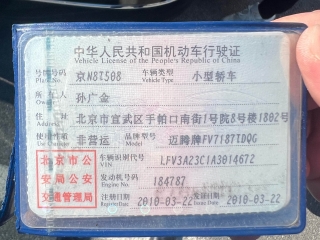 中华人民共和国机动车行驶证
Vehicle License of the People's Republic of China
号牌号码 京N8T508 车辆类型 小型轿车
Plate No. Vehicle Type
所有人 孙广金
Owner
住址 北京市宣武区手帕口南街1号院8号楼1802号
Address
使用性质 非营运 品牌型号 迈腾牌FV7187TDQG
北京市公安局公安交通管理局
车辆识别代号 LFV3A23C1A3014672
VIN
发动机号码 184787
Engine No.
注册日期 2010-03-22 发证日期 2010-03-22
Register Date Issue Date